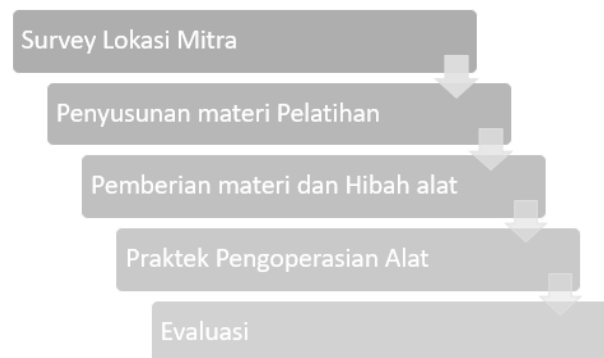 Survey Lokasi Mitra
Penyusunan materi Pelatihan
Pemberian materi dan Hibah alat
Praktek Pengoperasian Alat
Evaluasi